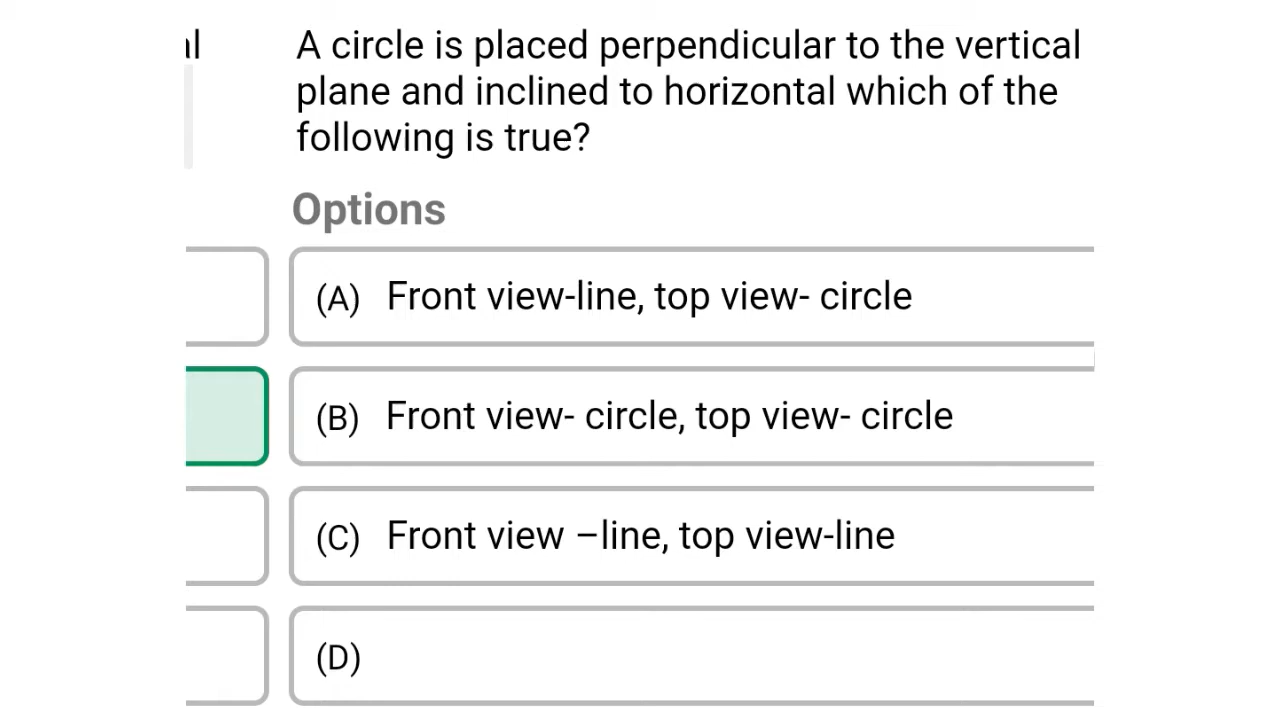 A circle is placed perpendicular to the vertical
plane and inclined to horizontal which of the
following is true?
Options
(A) Front view-line, top view- circle
(B) Front view- circle, top view- circle
(C) Front view –line, top view-line
(D)